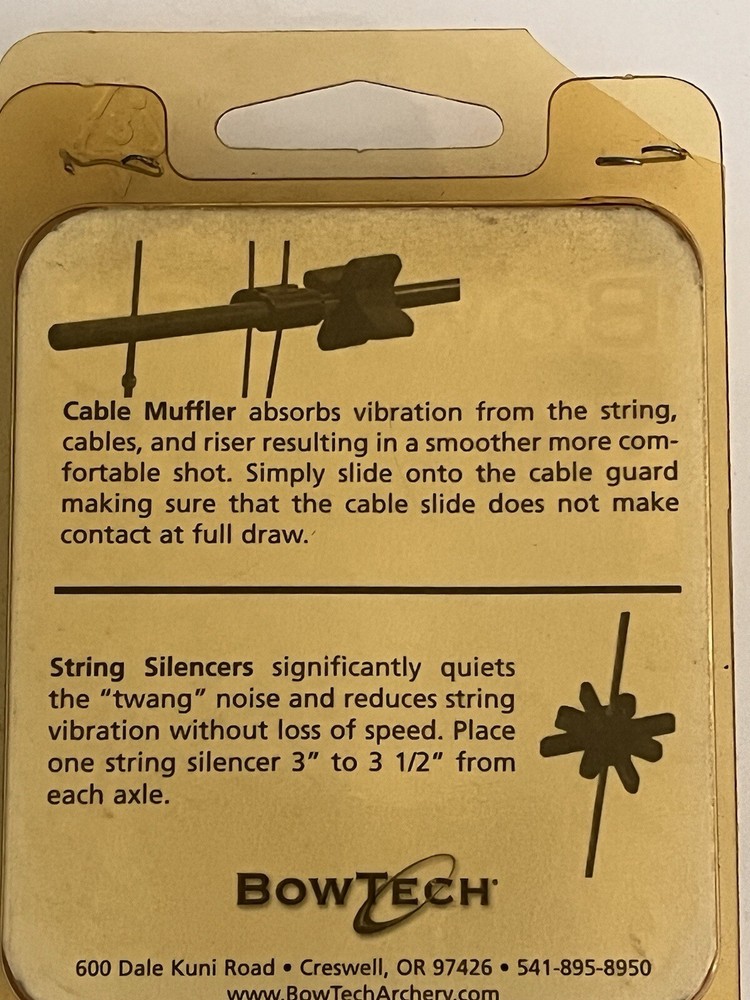 Cable Muffler absorbs vibration from the string,
cables, and riser resulting in a smoother more com-
fortable shot. Simply slide onto the cable guard
making sure that the cable slide does not make
contact at full draw.
String Silencers significantly quiets
the “twang” noise and reduces string
vibration without loss of speed. Place
one string silencer 3” to 3 1/2” from
each axle.
BOWTECH®
600 Dale Kuni Road • Creswell, OR 97426 • 541-895-8950
www.BowTechArchery.com